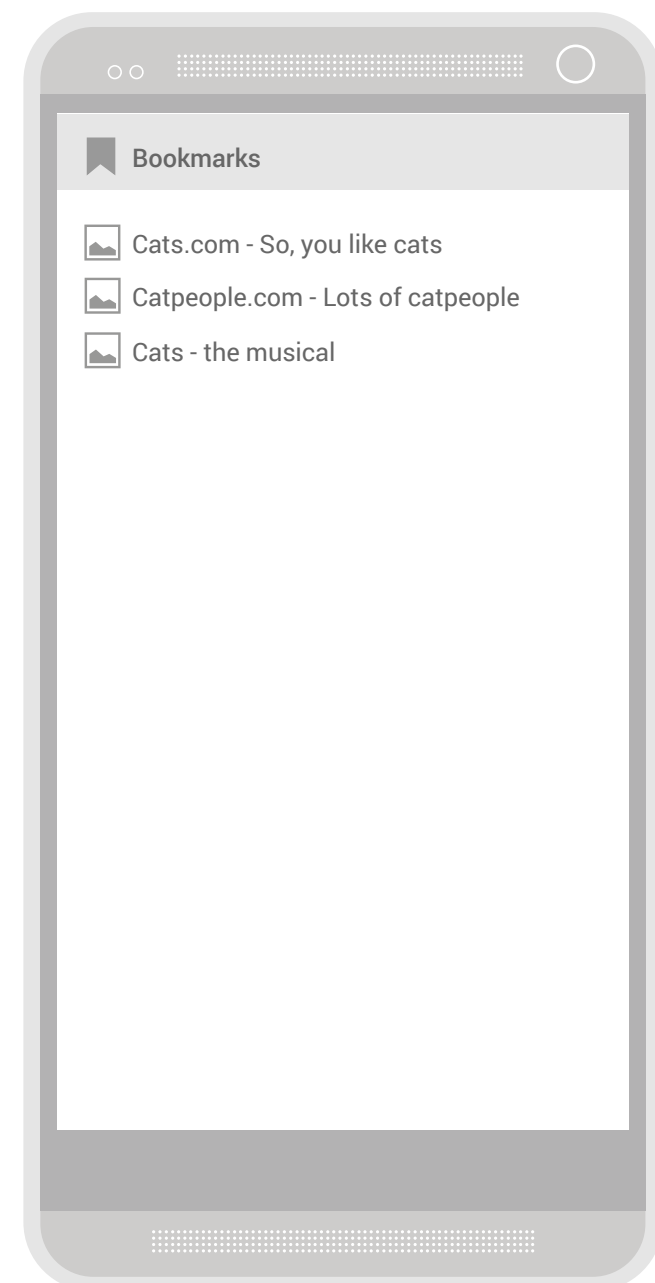 Bookmarks
Cats.com - So, you like cats
Catpeople.com - Lots of catpeople
Cats - the musical